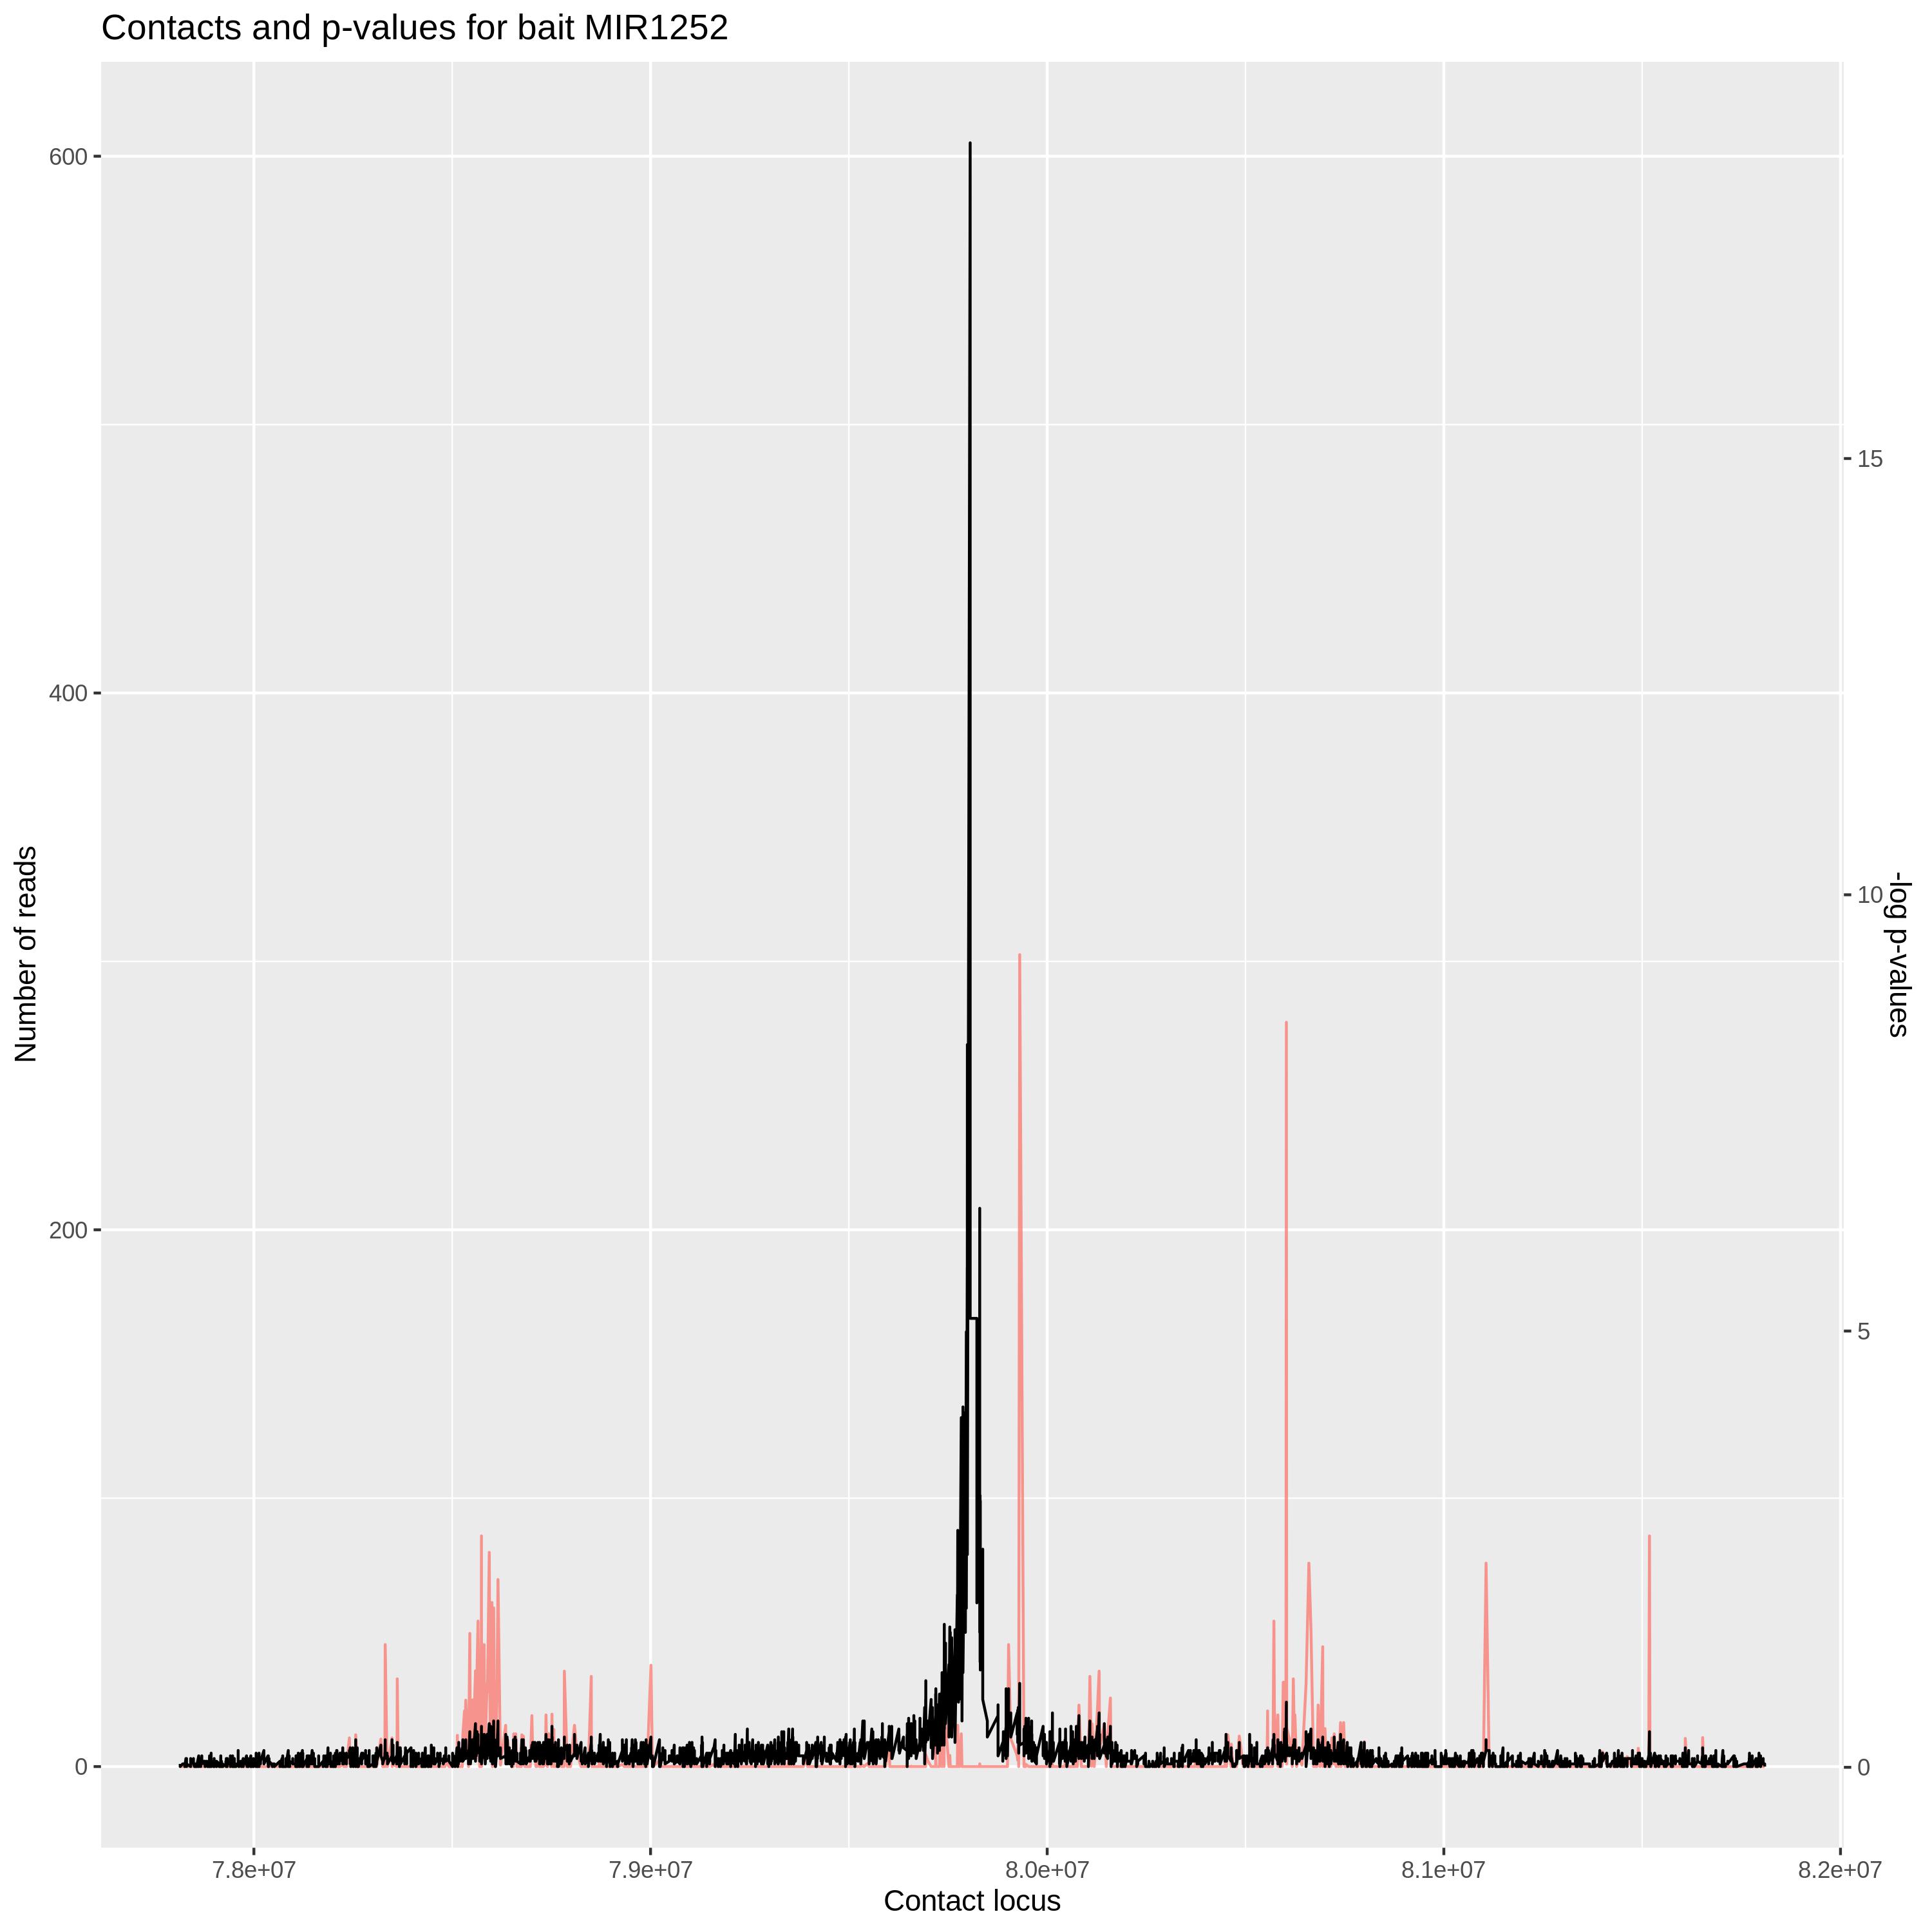 Contacts and p-values for bait MIR1252
600
400
200
0
Number of reads
15
10
5
0
-log p-values
7.8e+07
7.9e+07
8.0e+07
8.1e+07
8.2e+07
Contact locus